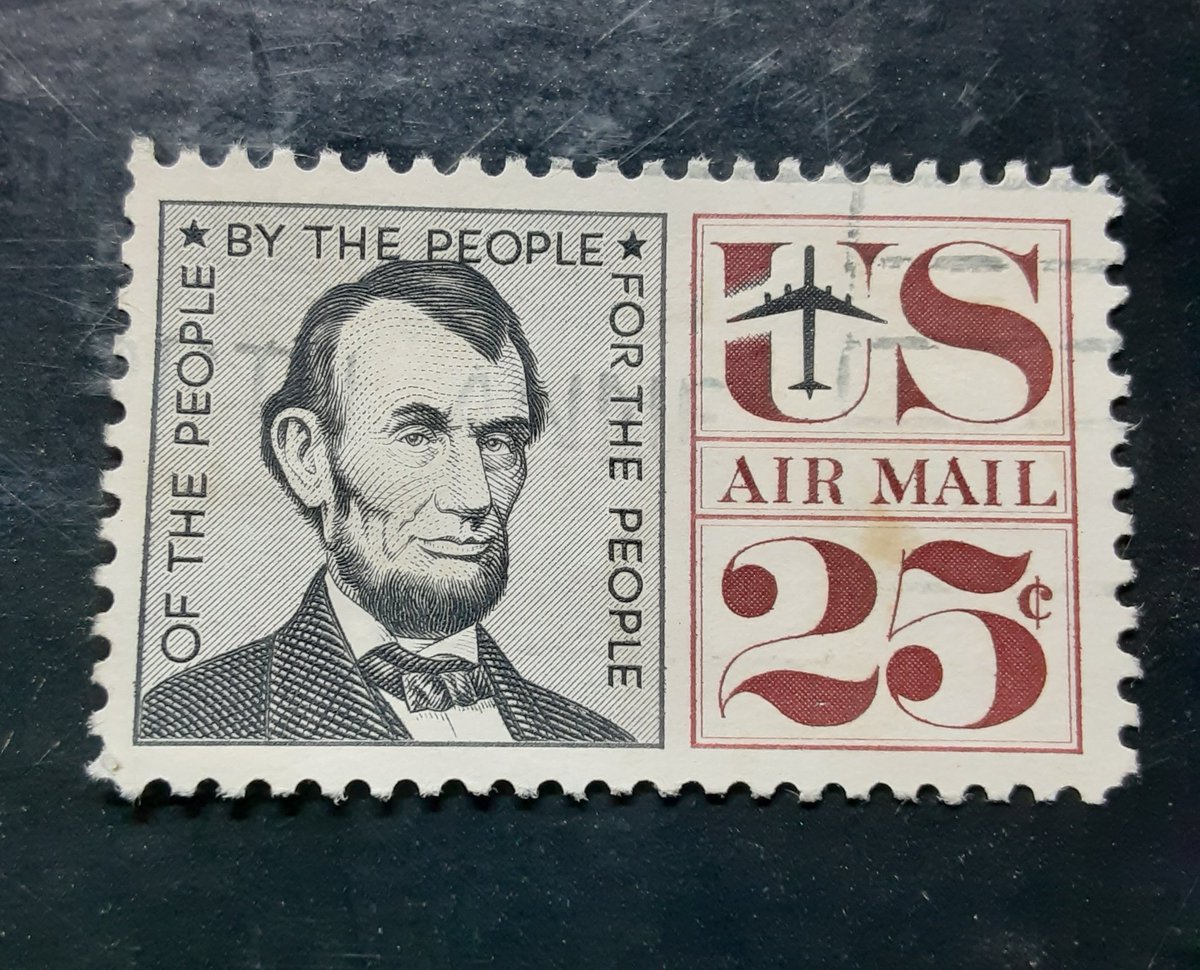 OF THE PEOPLE
★ BY THE PEOPLE ★
FOR THE PEOPLE
US
AIR MAIL
25¢